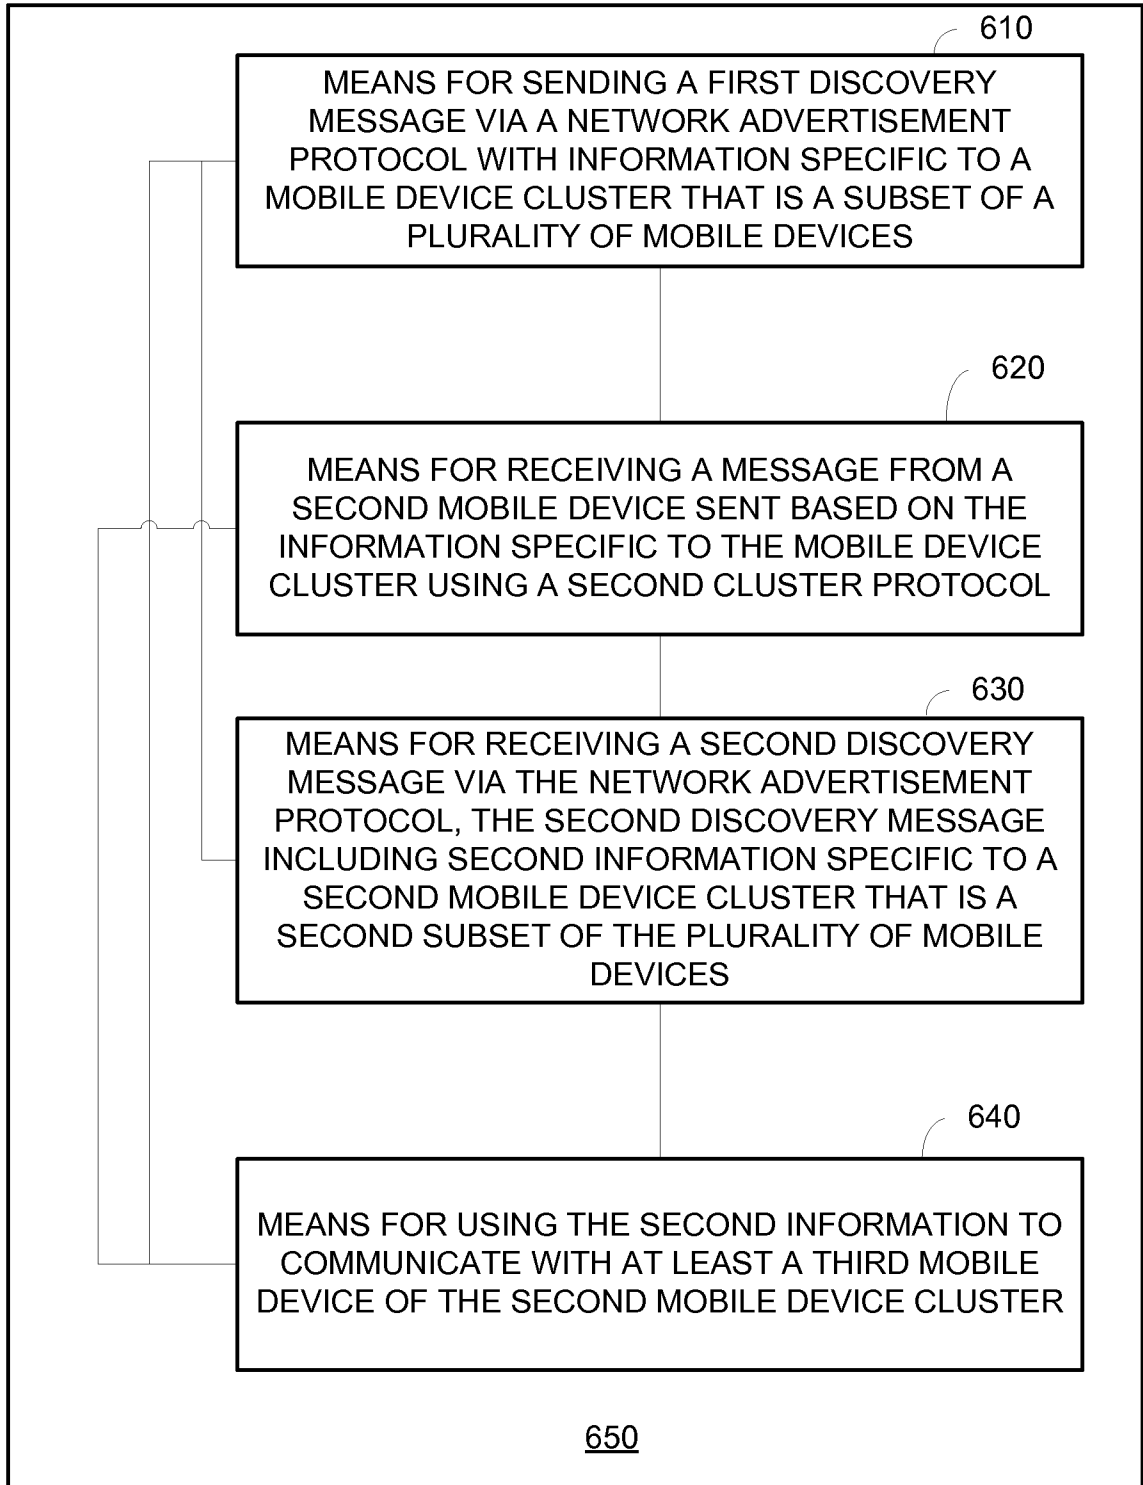 610
MEANS FOR SENDING A FIRST DISCOVERY
MESSAGE VIA A NETWORK ADVERTISEMENT
PROTOCOL WITH INFORMATION SPECIFIC TO A
MOBILE DEVICE CLUSTER THAT IS A SUBSET OF A
PLURALITY OF MOBILE DEVICES
620
MEANS FOR RECEIVING A MESSAGE FROM A
SECOND MOBILE DEVICE SENT BASED ON THE
INFORMATION SPECIFIC TO THE MOBILE DEVICE
CLUSTER USING A SECOND CLUSTER PROTOCOL
630
MEANS FOR RECEIVING A SECOND DISCOVERY
MESSAGE VIA THE NETWORK ADVERTISEMENT
PROTOCOL, THE SECOND DISCOVERY MESSAGE
INCLUDING SECOND INFORMATION SPECIFIC TO A
SECOND MOBILE DEVICE CLUSTER THAT IS A
SECOND SUBSET OF THE PLURALITY OF MOBILE
DEVICES
640
MEANS FOR USING THE SECOND INFORMATION TO
COMMUNICATE WITH AT LEAST A THIRD MOBILE
DEVICE OF THE SECOND MOBILE DEVICE CLUSTER
650